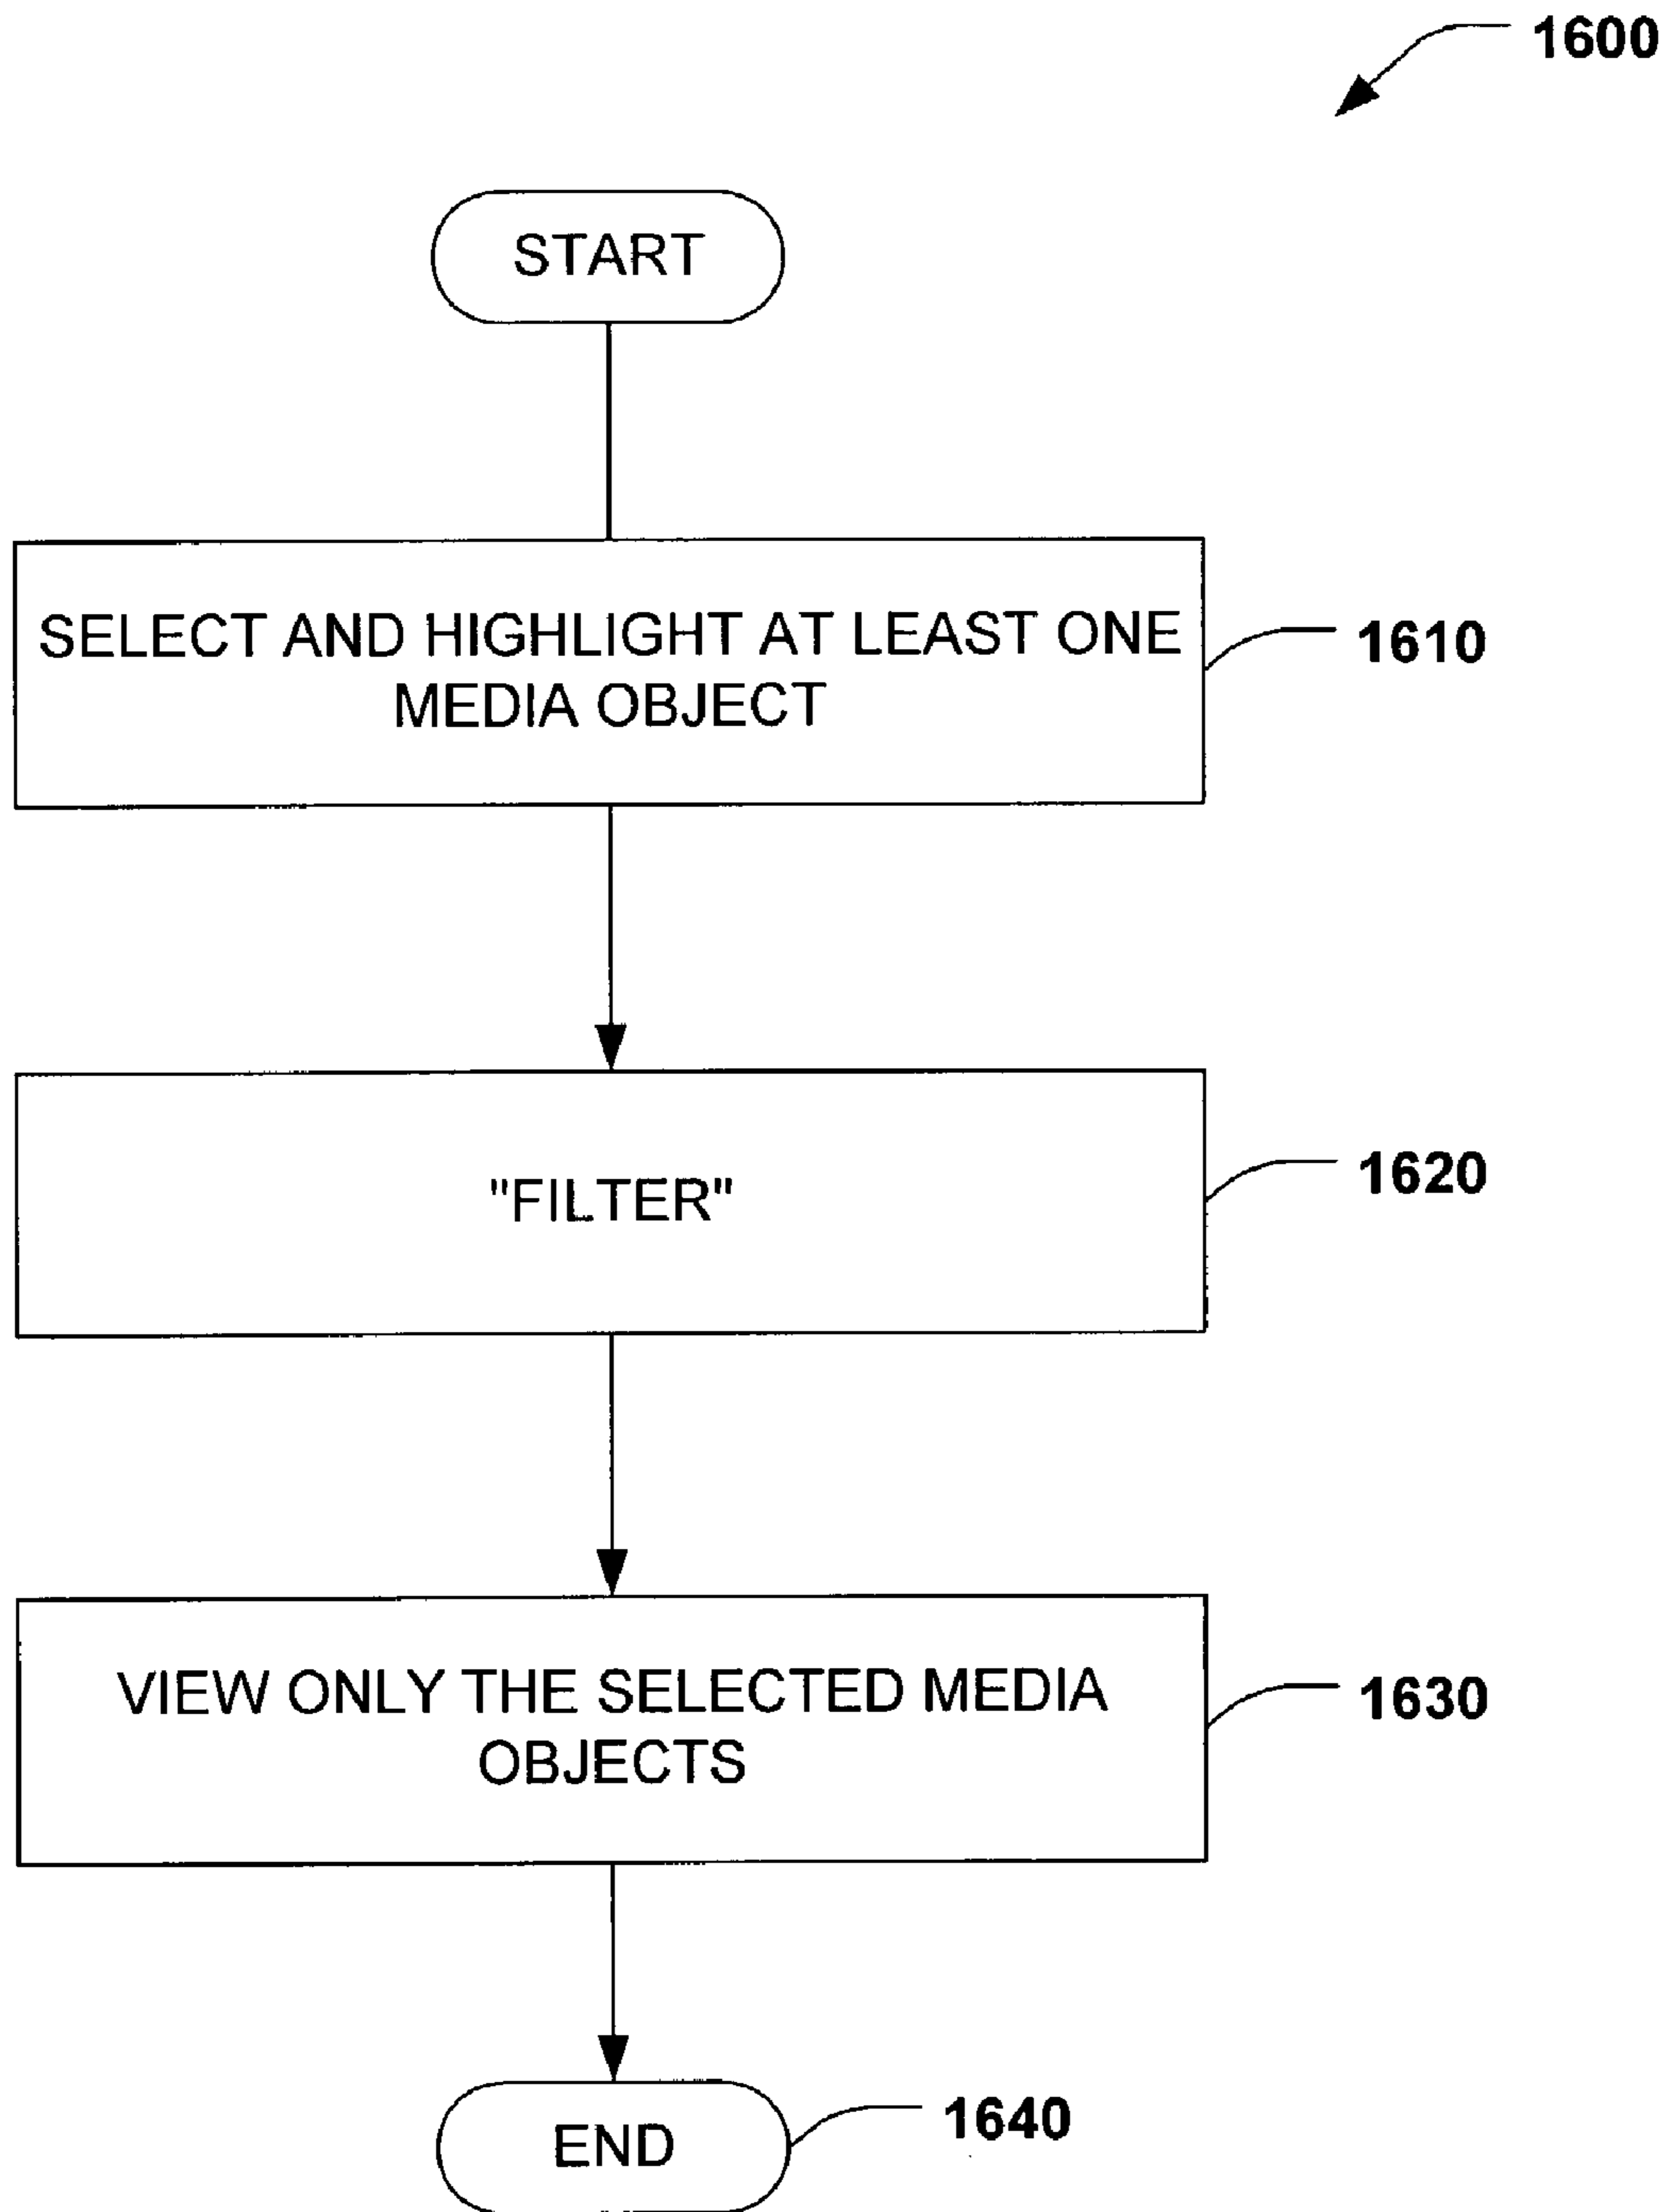 1600
START
SELECT AND HIGHLIGHT AT LEAST ONE
MEDIA OBJECT
1610
"FILTER"
1620
VIEW ONLY THE SELECTED MEDIA
OBJECTS
1630
END
1640